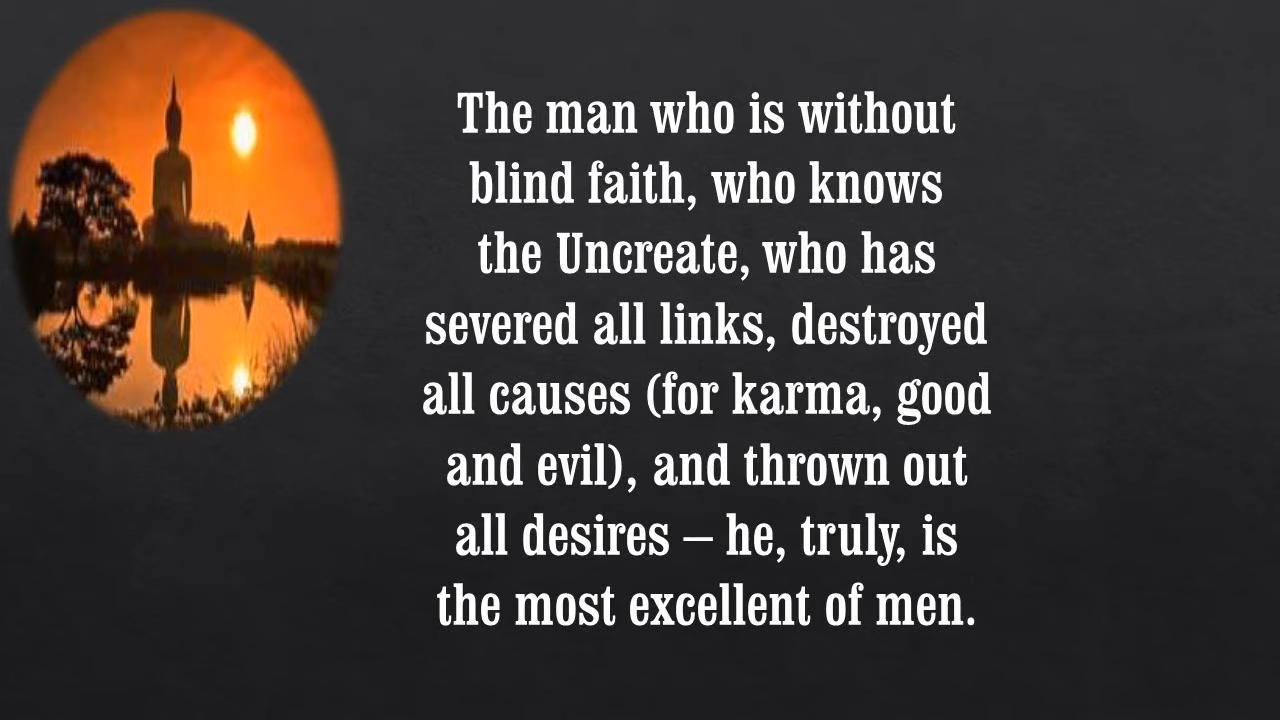 The man who is without
blind faith, who knows
the Uncreate, who has
severed all links, destroyed
all causes (for karma, good
and evil), and thrown out
all desires – he, truly, is
the most excellent of men.